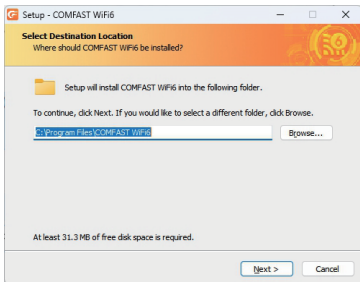 Setup - COMFAST WiFi6
Select Destination Location
Where should COMFAST WiFi6 be installed?
Setup will install COMFAST WiFi6 into the following folder.
To continue, click Next. If you would like to select a different folder, click Browse.
C:\Program Files\COMFAST WiFi6
Browse...
At least 31.3 MB of free disk space is required.
Next >
Cancel